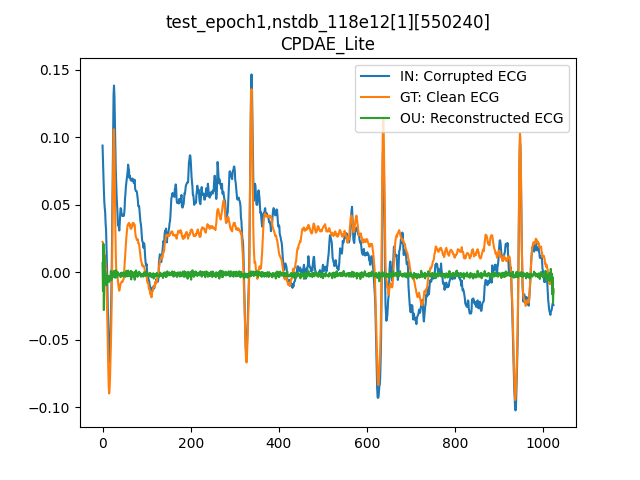 test_epoch1,nstdb_118e12[1][550240]
CPDAE_Lite
IN: Corrupted ECG
GT: Clean ECG
OU: Reconstructed ECG
0.15
0.10
0.05
0.00
−0.05
−0.10
0 200 400 600 800 1000